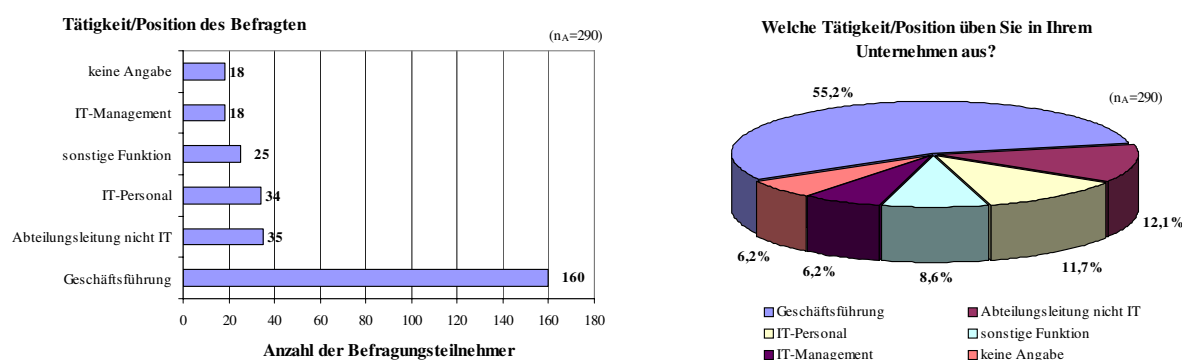 Tätigkeit/Position des Befragten
(nA=290)
keine Angabe
18
IT-Management
18
sonstige Funktion
25
IT-Personal
34
Abteilungsleitung nicht IT
35
Geschäftsführung
160
0 20 40 60 80 100 120 140 160 180
Anzahl der Befragungsteilnehmer
Welche Tätigkeit/Position üben Sie in Ihrem
Unternehmen aus?
(nA=290)
55,2%
12,1%
11,7%
8,6%
6,2%
6,2%
Geschäftsführung
Abteilungsleitung nicht IT
IT-Personal
sonstige Funktion
IT-Management
keine Angabe